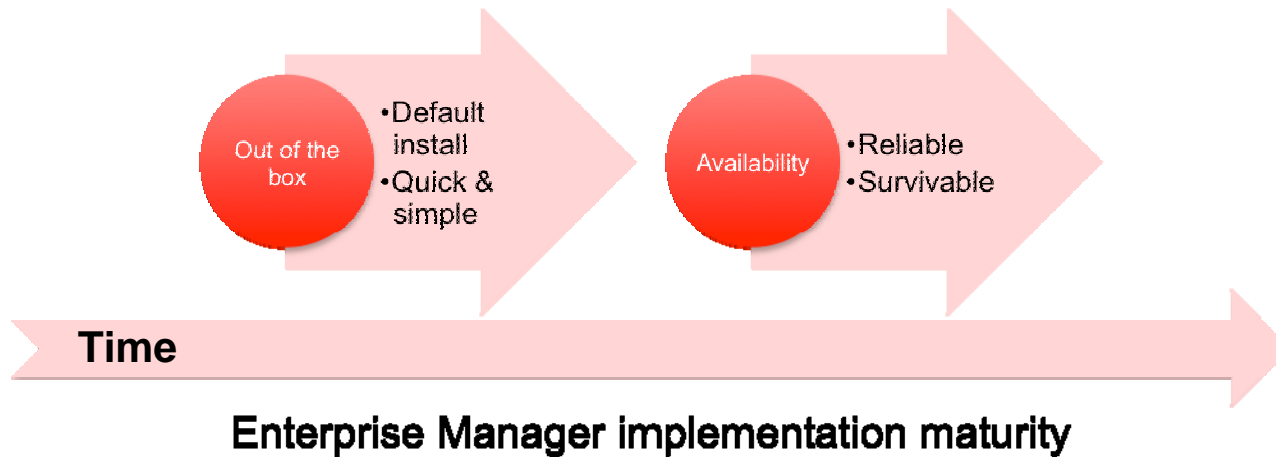 Out of the
box
•Default
install
•Quick &
simple
Availability
•Reliable
•Survivable
Time
Enterprise Manager implementation maturity